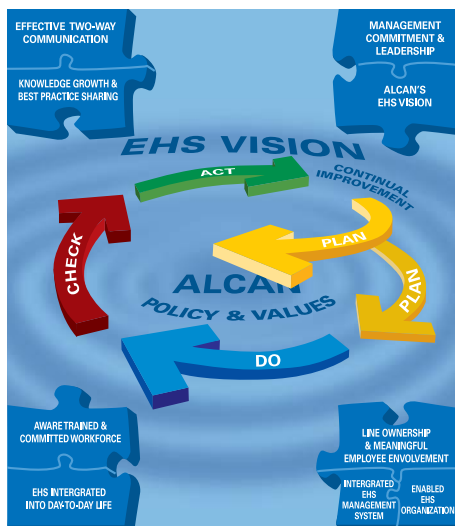 EFFECTIVE TWO-WAY
COMMUNICATION
KNOWLEDGE GROWTH &
BEST PRACTICE SHARING
MANAGEMENT
COMMITMENT &
LEADERSHIP
ALCAN'S
EHS VISION
EHS VISION
CONTINUAL
IMPROVEMENT
ACT
PLAN
PLAN
CHECK
ALCAN
POLICY & VALUES
DO
AWARE TRAINED &
COMMITTED WORKFORCE
EHS INTERGRATED
INTO DAY-TO-DAY LIFE
LINE OWNERSHIP
& MEANINGFUL
EMPLOYEE ENVOLVEMENT
INTERGRATED
EHS
MANAGEMENT
SYSTEM
ENABLED
EHS
ORGANIZATION